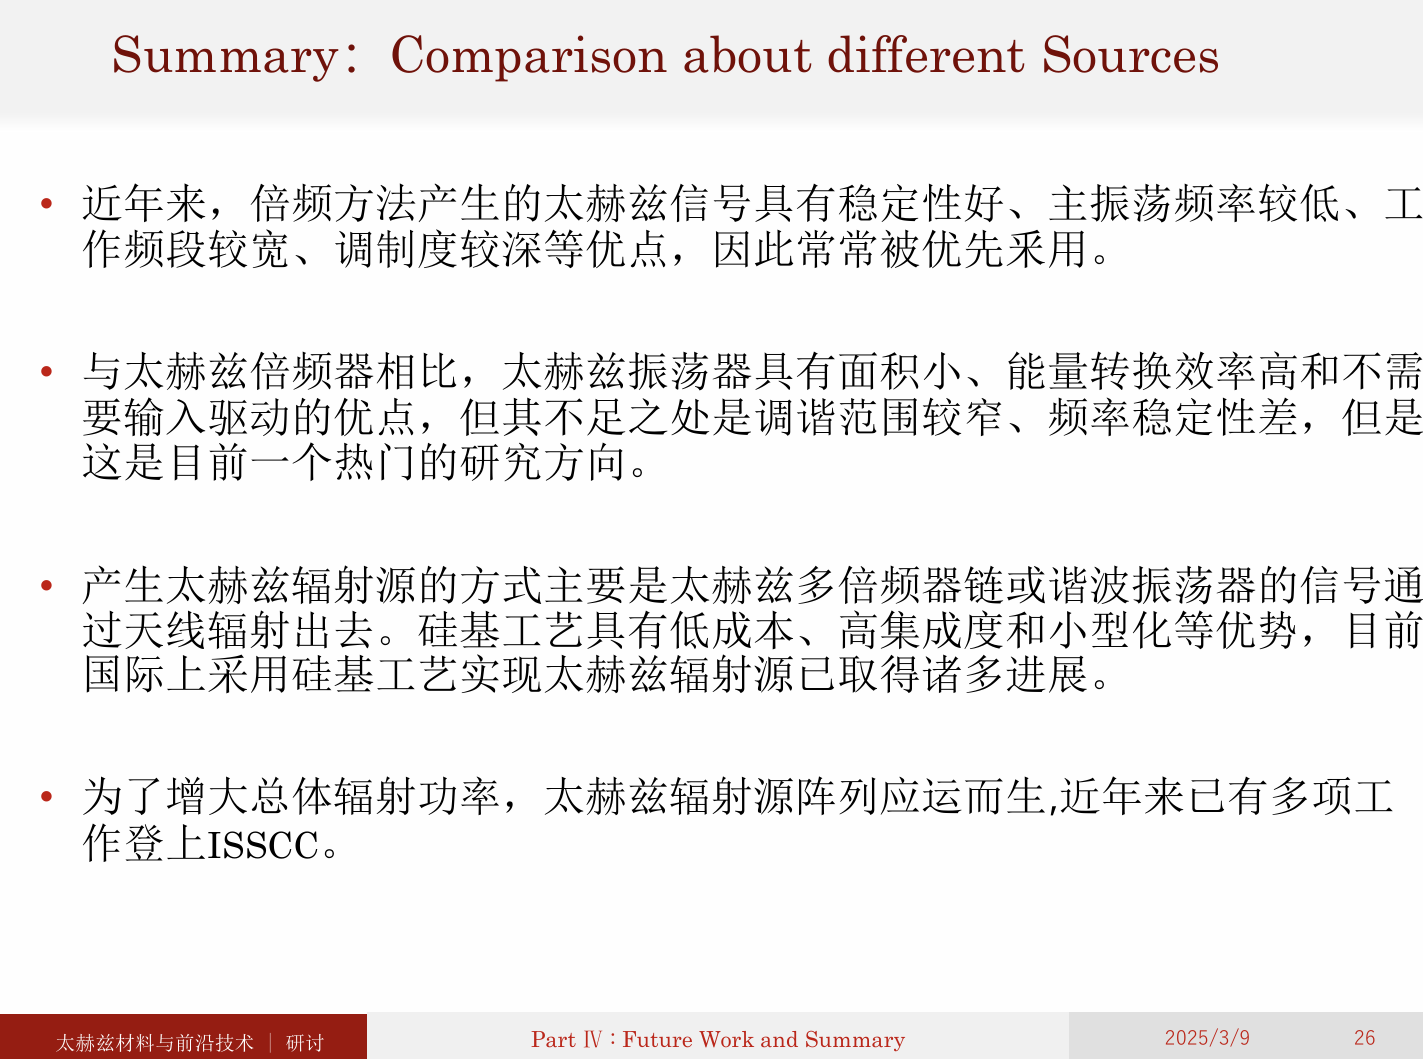 Summary：Comparison about different Sources
• 近年来，倍频方法产生的太赫兹信号具有稳定性好、主振荡频率较低、工
作频段较宽、调制度较深等优点，因此常常被优先采用。
• 与太赫兹倍频器相比，太赫兹振荡器具有面积小、能量转换效率高和不需
要输入驱动的优点，但其不足之处是调谐范围较窄、频率稳定性差，但是
这是目前一个热门的研究方向。
• 产生太赫兹辐射源的方式主要是太赫兹多倍频器链或谐波振荡器的信号通
过天线辐射出去。硅基工艺具有低成本、高集成度和小型化等优势，目前
国际上采用硅基工艺实现太赫兹辐射源已取得诸多进展。
• 为了增大总体辐射功率，太赫兹辐射源阵列应运而生,近年来已有多项工
作登上ISSCC。
太赫兹材料与前沿技术 ｜ 研讨
Part Ⅳ：Future Work and Summary
2025/3/9
26